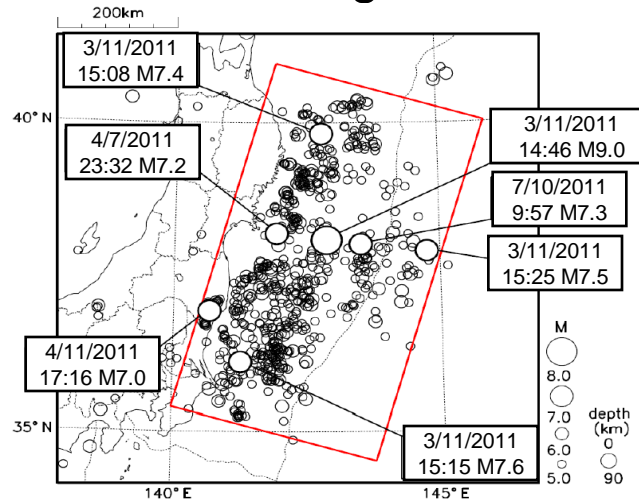 200km
3/11/2011
15:08 M7.4
40° N
3/11/2011
14:46 M9.0
4/7/2011
23:32 M7.2
7/10/2011
9:57 M7.3
3/11/2011
15:25 M7.5
4/11/2011
17:16 M7.0
M
8.0
7.0
6.0
5.0
depth
(km)
0
90
35° N
3/11/2011
15:15 M7.6
140° E
145° E